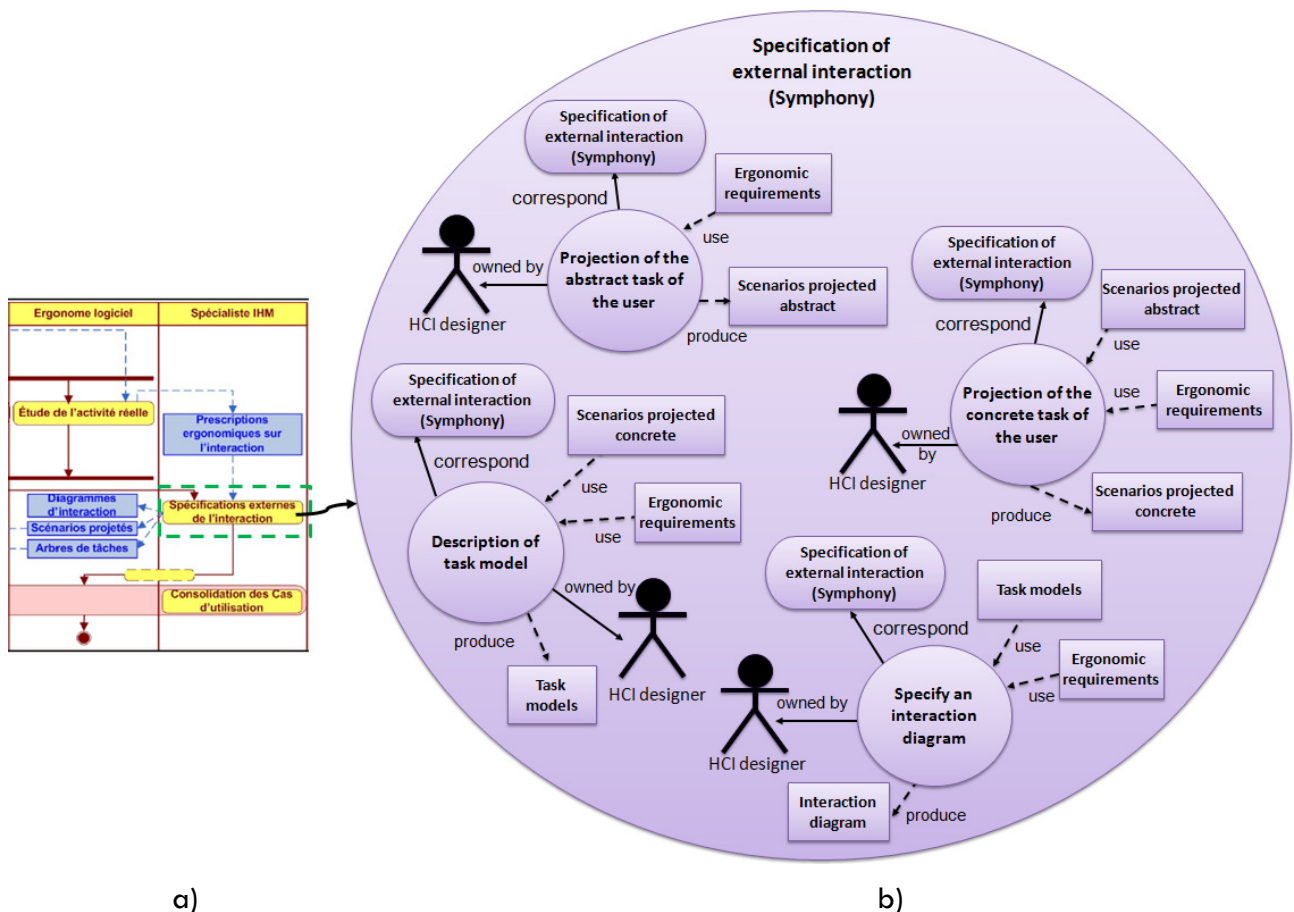 Ergonome logiciel
Spécialiste IHM
Étude de l'activité réelle
Prescriptions
ergonomiques sur
l'interaction
Diagrammes
d'interaction
Scénarios projetés
Arbres de tâches
Spécifications externes
de l'interaction
Consolidation des Cas
d'utilisation
a)
Specification of
external interaction
(Symphony)
Specification of
external interaction
(Symphony)
correspond
Ergonomic
requirements
use
Projection of the
abstract task of
the user
owned by
HCI designer
Scenarios projected
abstract
produce
Specification of
external interaction
(Symphony)
correspond
Scenarios projected
abstract
use
Ergonomic
requirements
use
Projection of the
concrete task of
the user
owned
by
HCI designer
Scenarios projected
concrete
produce
Specification of
external interaction
(Symphony)
correspond
Scenarios projected
concrete
use
Ergonomic
requirements
use
Description of
task model
owned by
HCI designer
produce
Task
models
Specification of
external interaction
(Symphony)
correspond
Task models
use
Ergonomic
requirements
use
Specify an
interaction
diagram
owned by
HCI designer
Interaction
diagram
produce
b)